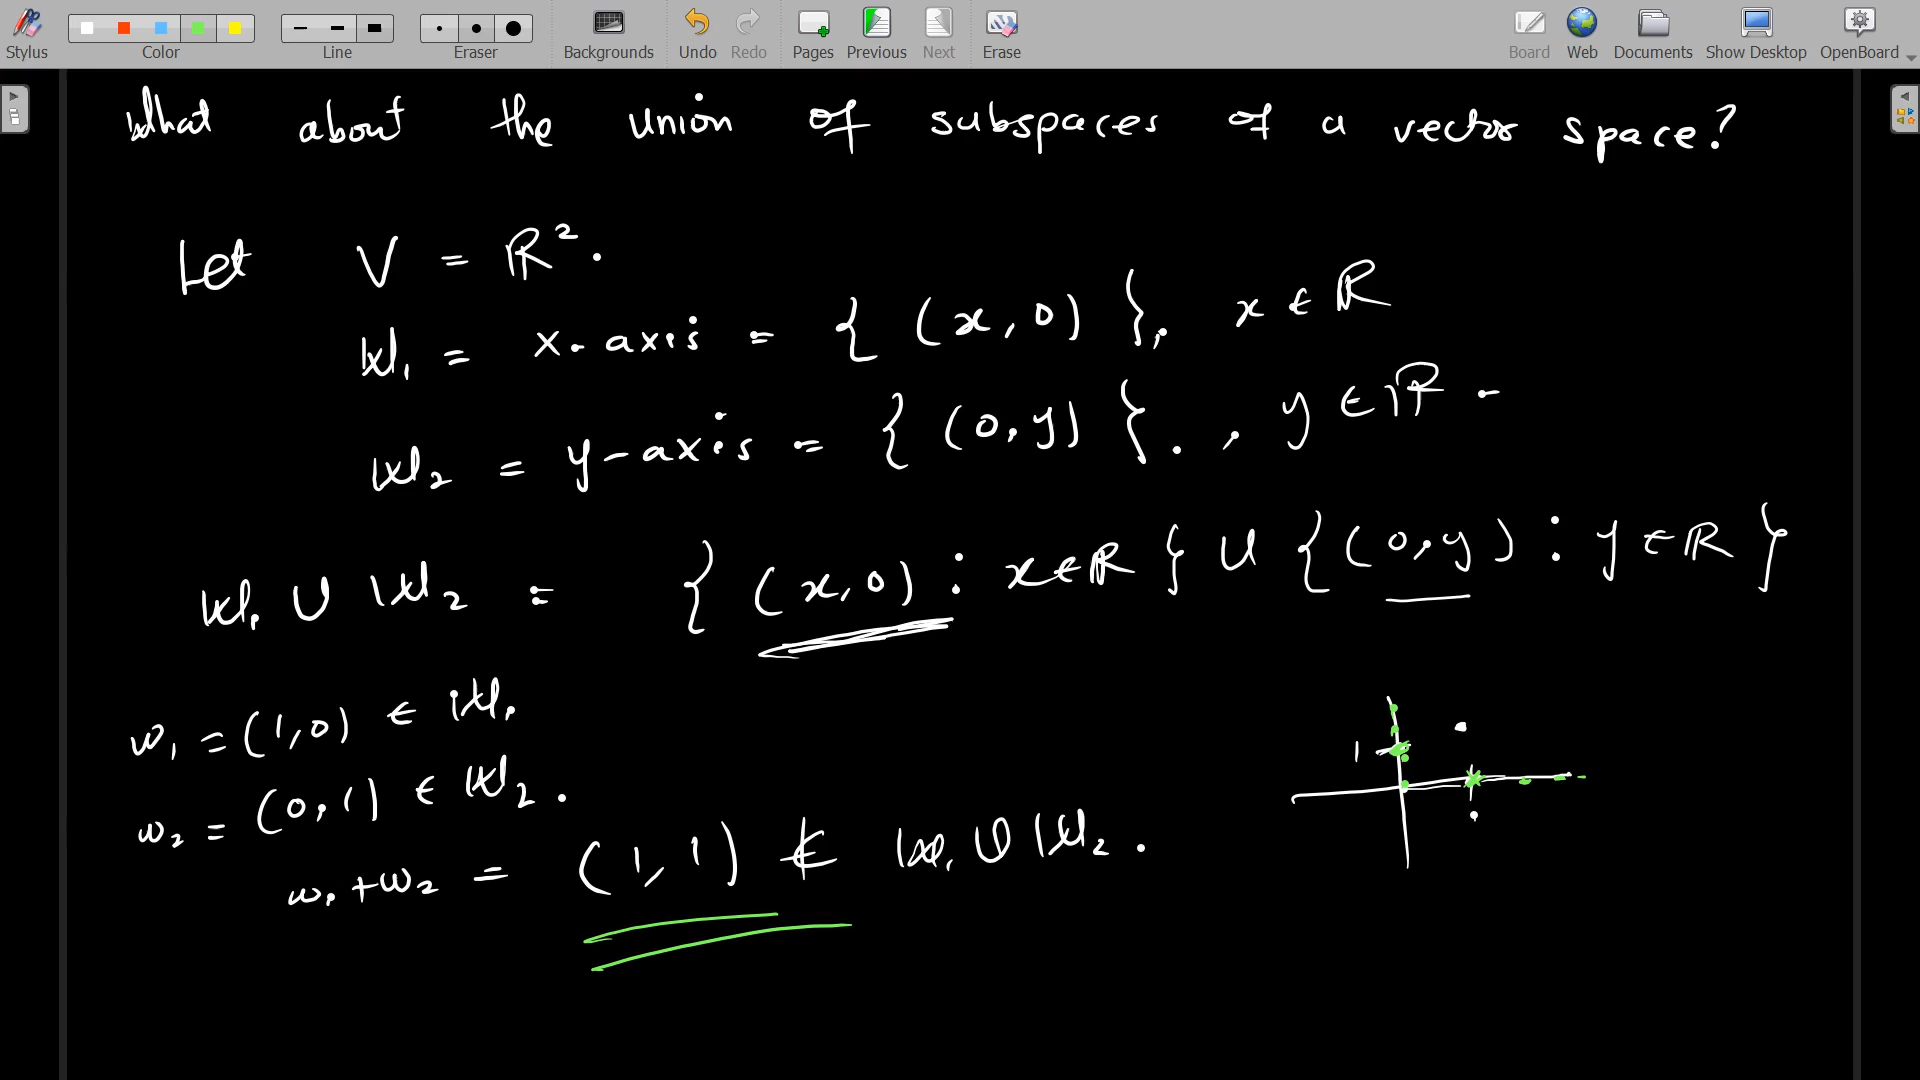 Stylus Color Line Eraser Backgrounds Undo Redo Pages Previous Next Erase Board Web Documents Show Desktop OpenBoard
What about the union of subspaces of a vector space?
Let V = ℝ².
W₁ = x-axis = { (x, 0) }, x ∈ ℝ
W₂ = y-axis = { (0, y) }. , y ∈ ℝ.
W₁ ∪ W₂ = { (x, 0) : x ∈ ℝ } ∪ { (0, y) : y ∈ ℝ }
w₁ = (1, 0) ∈ W₁
w₂ = (0, 1) ∈ W₂.
w₁ + w₂ = (1, 1) ∉ W₁ ∪ W₂.
1